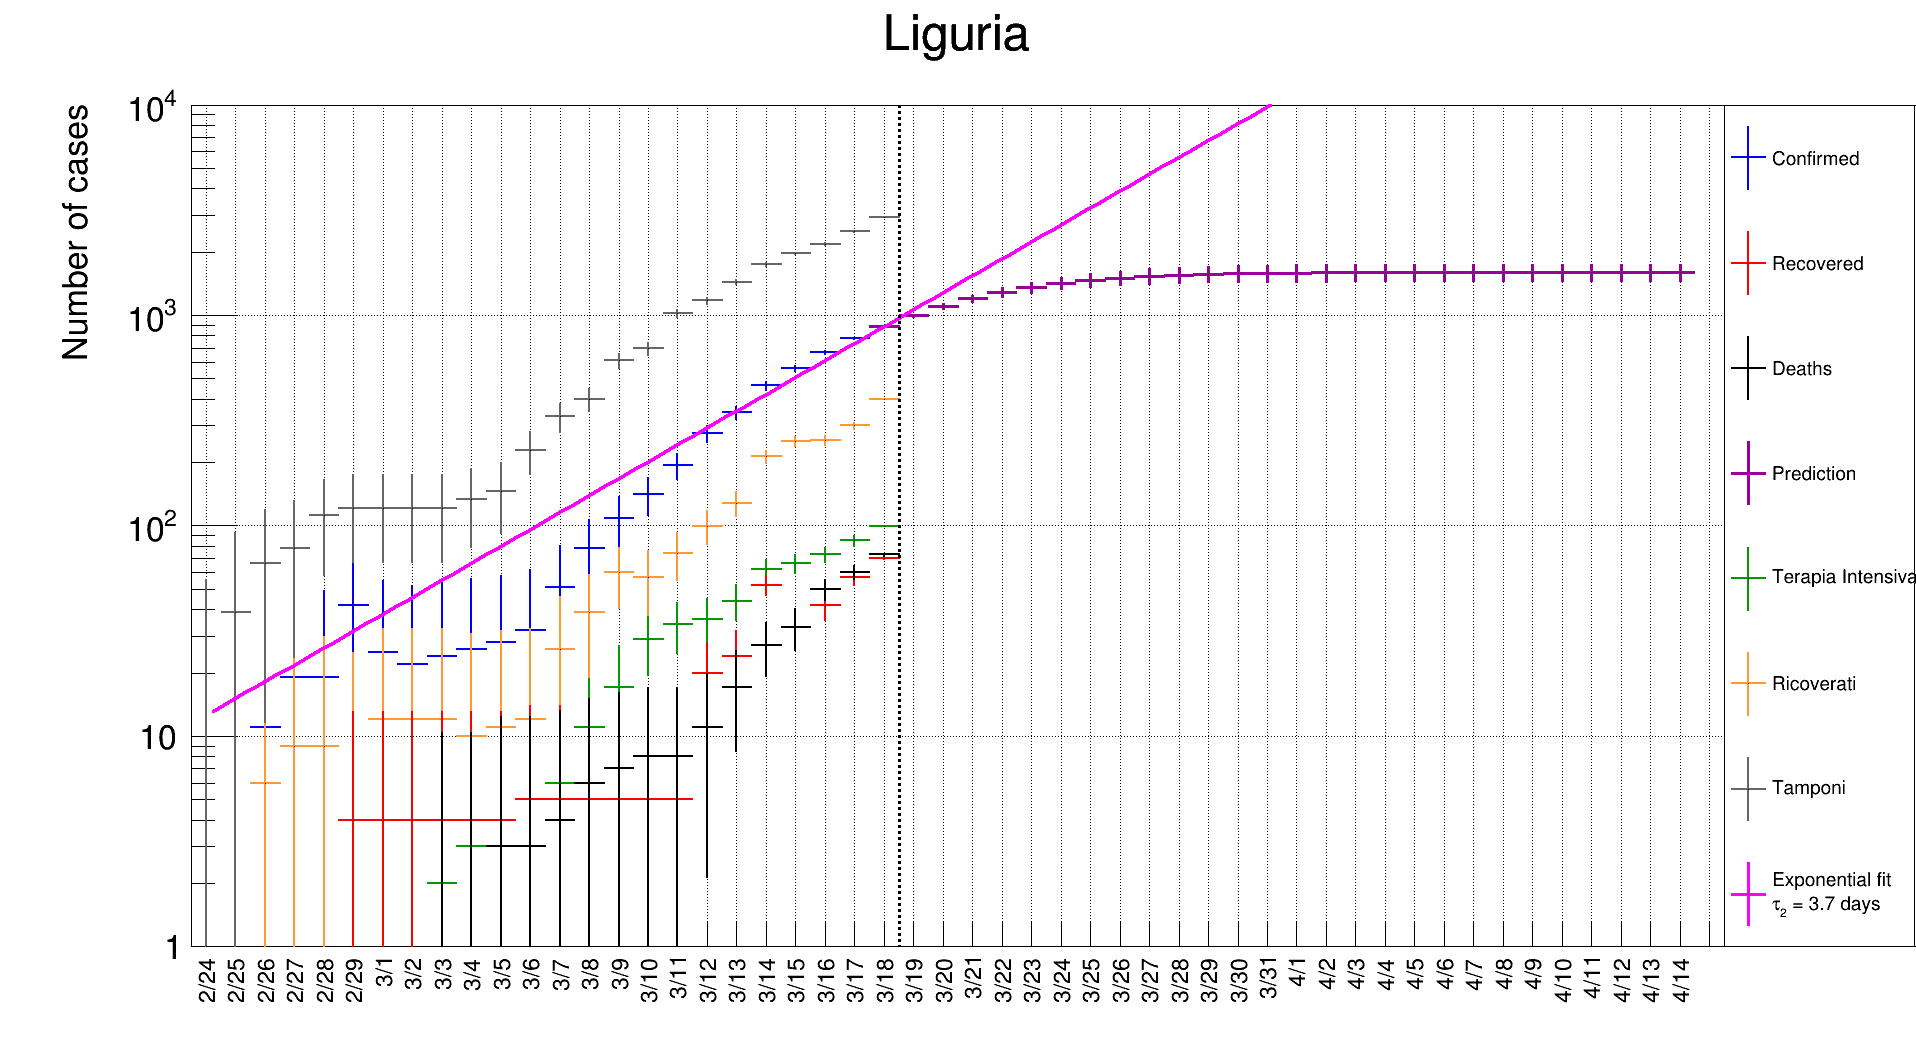 Liguria
Number of cases
10^4
10^3
10^2
10
1
2/24 2/25 2/26 2/27 2/28 2/29 3/1 3/2 3/3 3/4 3/5 3/6 3/7 3/8 3/9 3/10 3/11 3/12 3/13 3/14 3/15 3/16 3/17 3/18 3/19 3/20 3/21 3/22 3/23 3/24 3/25 3/26 3/27 3/28 3/29 3/30 3/31 4/1 4/2 4/3 4/4 4/5 4/6 4/7 4/8 4/9 4/10 4/11 4/12 4/13 4/14
Confirmed
Recovered
Deaths
Prediction
Terapia Intensiva
Ricoverati
Tamponi
Exponential fit
τ₂ = 3.7 days